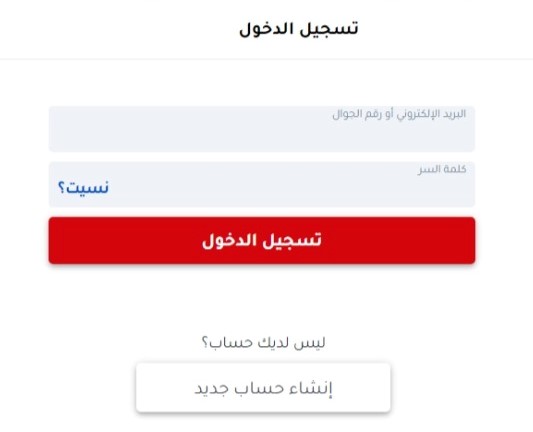 تسجيل الدخول
البريد الإلكتروني أو رقم الجوال
كلمة السر
نسيت؟
تسجيل الدخول
ليس لديك حساب؟
إنشاء حساب جديد